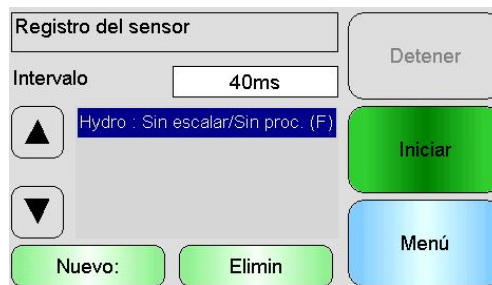 Registro del sensor
Detener
Intervalo
40ms
Hydro : Sin escalar/Sin proc. (F)
Iniciar
Menú
Nuevo:
Elimin